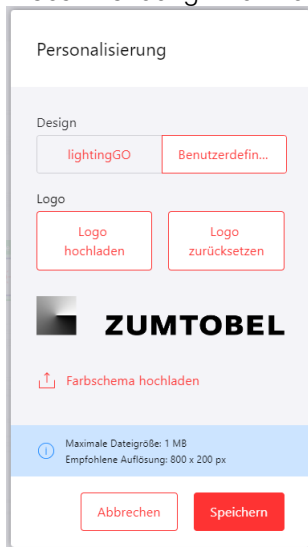 Personalisierung
Design
lightingGO
Benutzerdefin...
Logo
Logo
hochladen
Logo
zurücksetzen
ZUMTOBEL
Farbschema hochladen
Maximale Dateigröße: 1 MB
Empfohlene Auflösung: 800 x 200 px
Abbrechen
Speichern